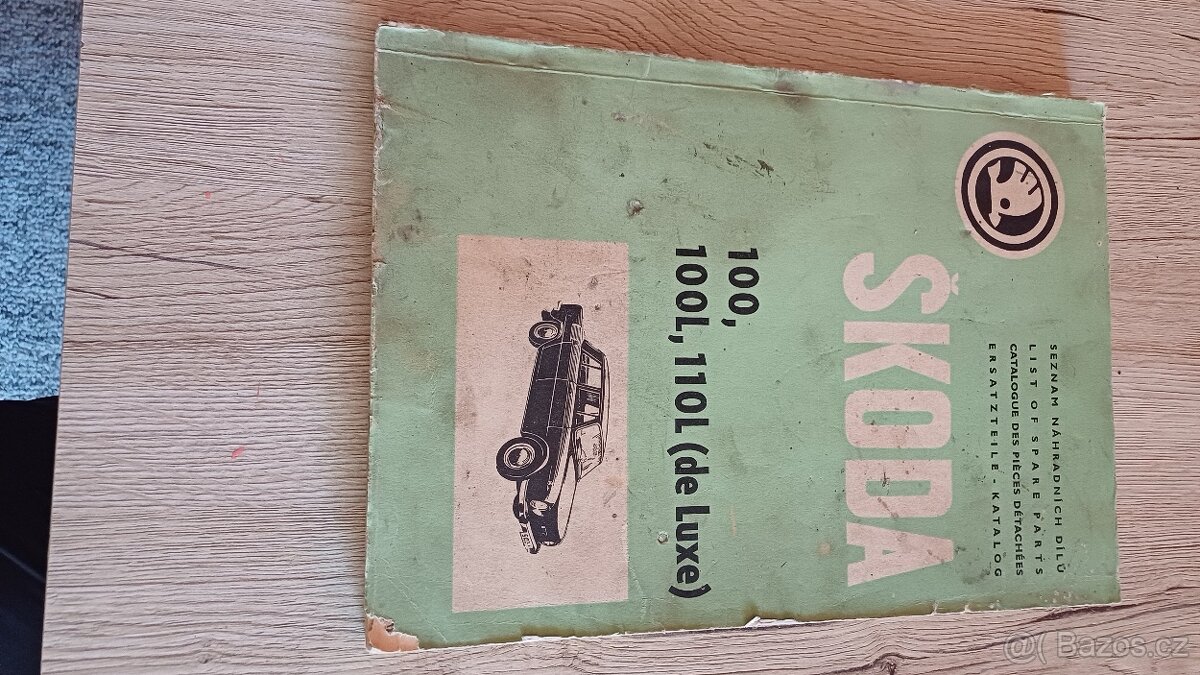 SEZNAM NÁHRADNÍCH DÍLŮ
LIST OF SPARE PARTS
CATALOGUE DES PIÈCES DÉTACHÉES
ERSATZTEILE - KATALOG
ŠKODA
100,
100L, 110L (de Luxe)
@( Bazos.cz